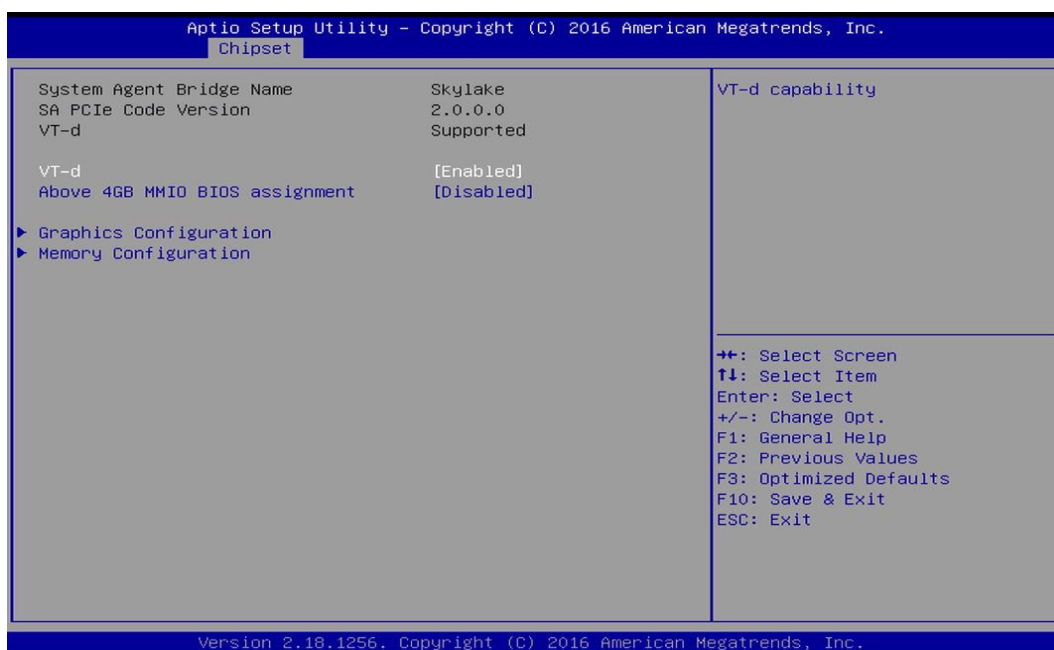 Aptio Setup Utility – Copyright (C) 2016 American Megatrends, Inc.
Chipset
System Agent Bridge Name Skylake
SA PCIe Code Version 2.0.0.0
VT-d Supported
VT-d [Enabled]
Above 4GB MMIO BIOS assignment [Disabled]
▶ Graphics Configuration
▶ Memory Configuration
VT-d capability
→←: Select Screen
↑↓: Select Item
Enter: Select
+/-: Change Opt.
F1: General Help
F2: Previous Values
F3: Optimized Defaults
F10: Save & Exit
ESC: Exit
Version 2.18.1256. Copyright (C) 2016 American Megatrends, Inc.